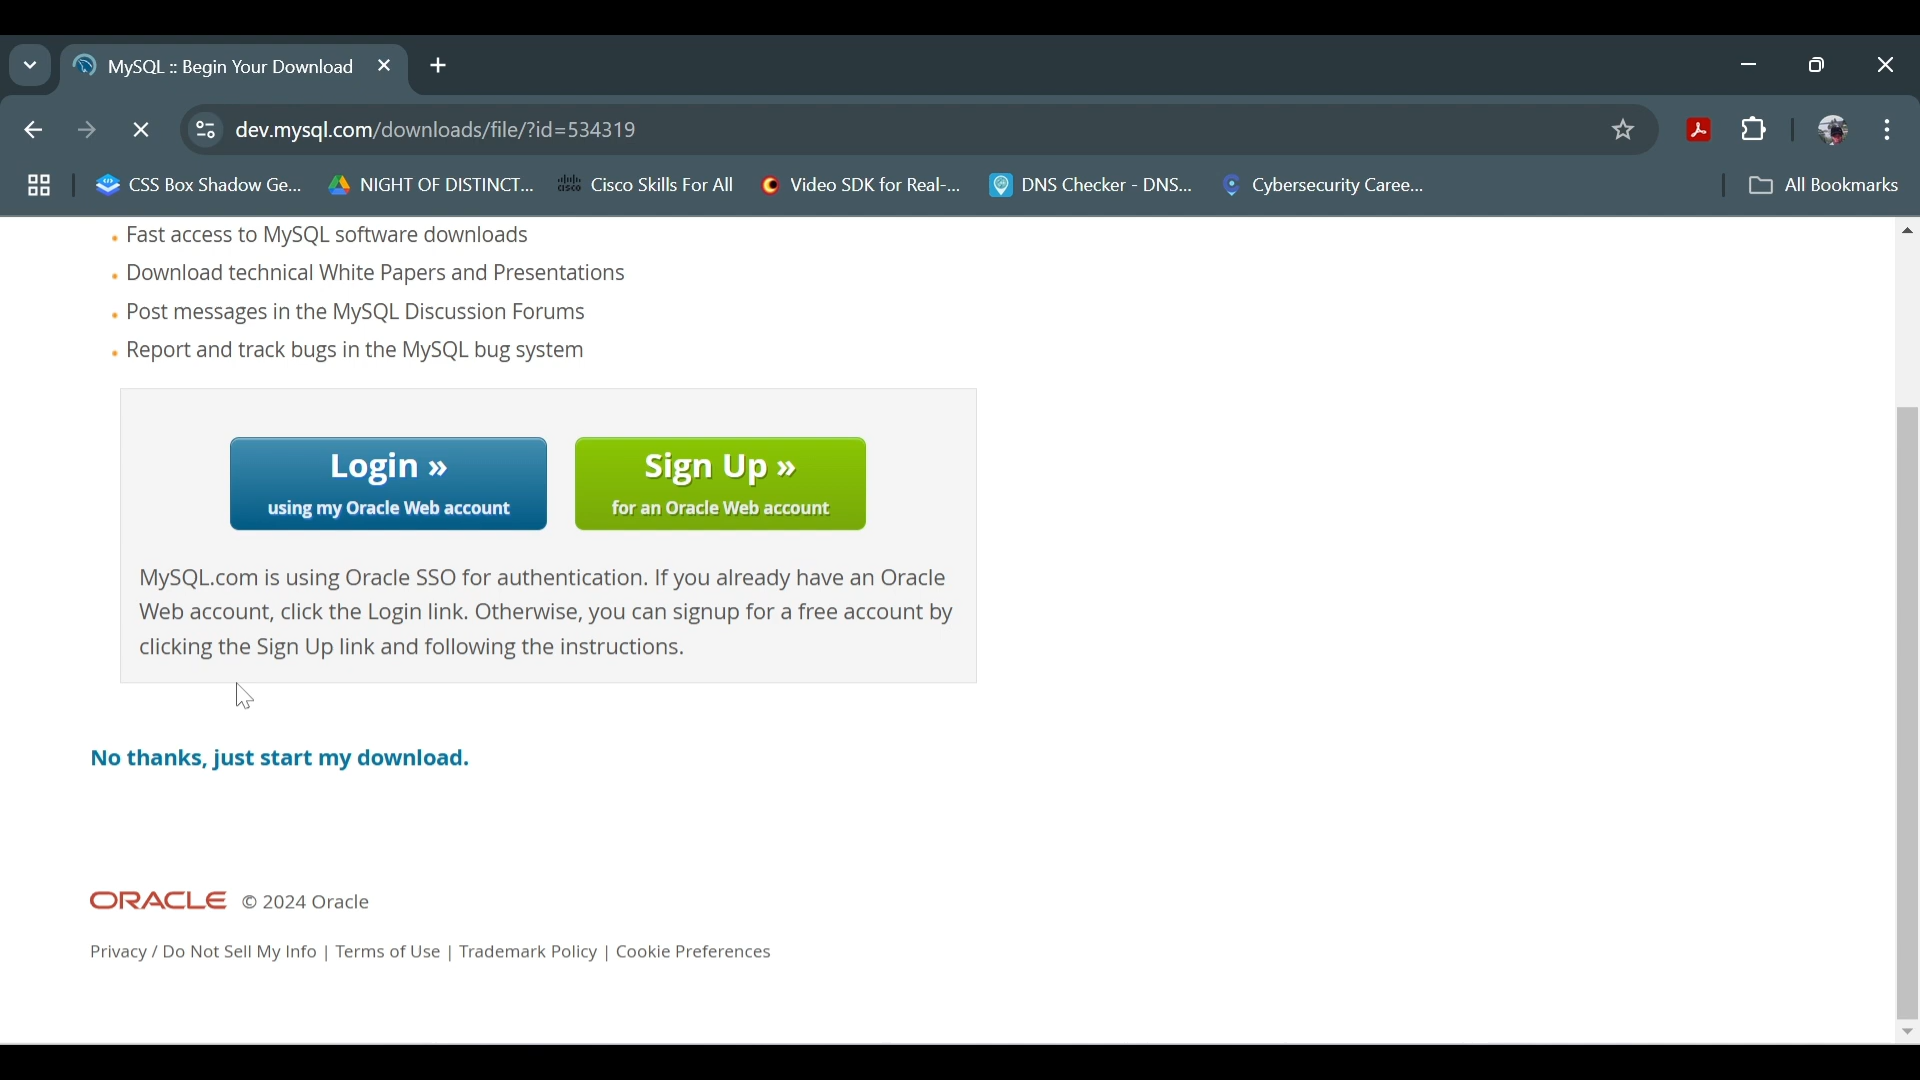 MySQL :: Begin Your Download
dev.mysql.com/downloads/file/?id=534319
CSS Box Shadow Ge... NIGHT OF DISTINCT... cisco Cisco Skills For All Video SDK for Real-... DNS Checker - DNS... Cybersecurity Caree... All Bookmarks
Fast access to MySQL software downloads
Download technical White Papers and Presentations
Post messages in the MySQL Discussion Forums
Report and track bugs in the MySQL bug system
Login » Sign Up »
using my Oracle Web account for an Oracle Web account
MySQL.com is using Oracle SSO for authentication. If you already have an Oracle
Web account, click the Login link. Otherwise, you can signup for a free account by
clicking the Sign Up link and following the instructions.
No thanks, just start my download.
ORACLE © 2024 Oracle
Privacy / Do Not Sell My Info | Terms of Use | Trademark Policy | Cookie Preferences